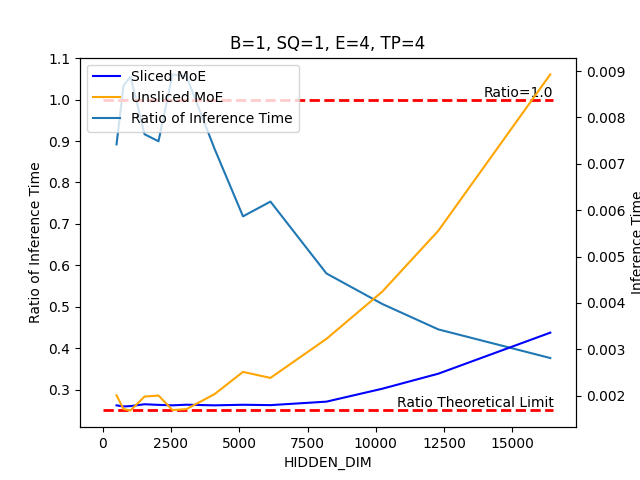 B=1, SQ=1, E=4, TP=4
Sliced MoE
Unsliced MoE
Ratio of Inference Time
Ratio=1.0
Ratio Theoretical Limit
Ratio of Inference Time
1.1
1.0
0.9
0.8
0.7
0.6
0.5
0.4
0.3
0.009
0.008
0.007
0.006
0.005
0.004
0.003
0.002
Inference Time
0
2500
5000
7500
10000
12500
15000
HIDDEN_DIM